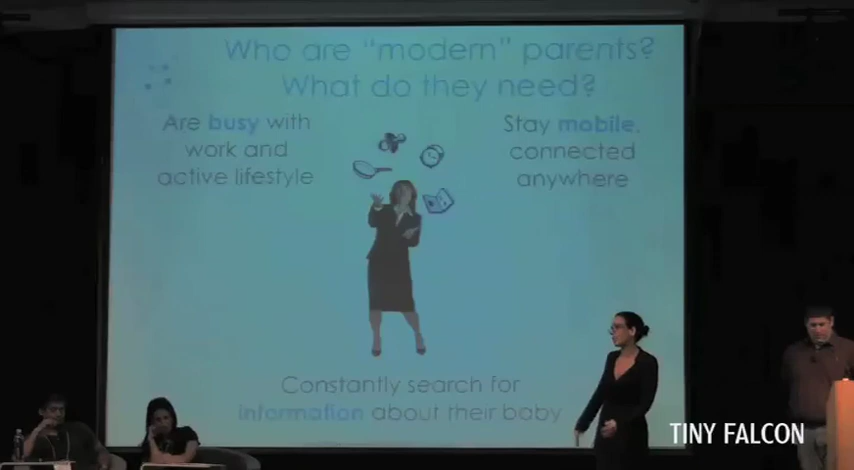 Who are "modern" parents?
What do they need?
Are busy with
work and
active lifestyle
Stay mobile,
connected
anywhere
Constantly search for
information about their baby
TINY FALCON